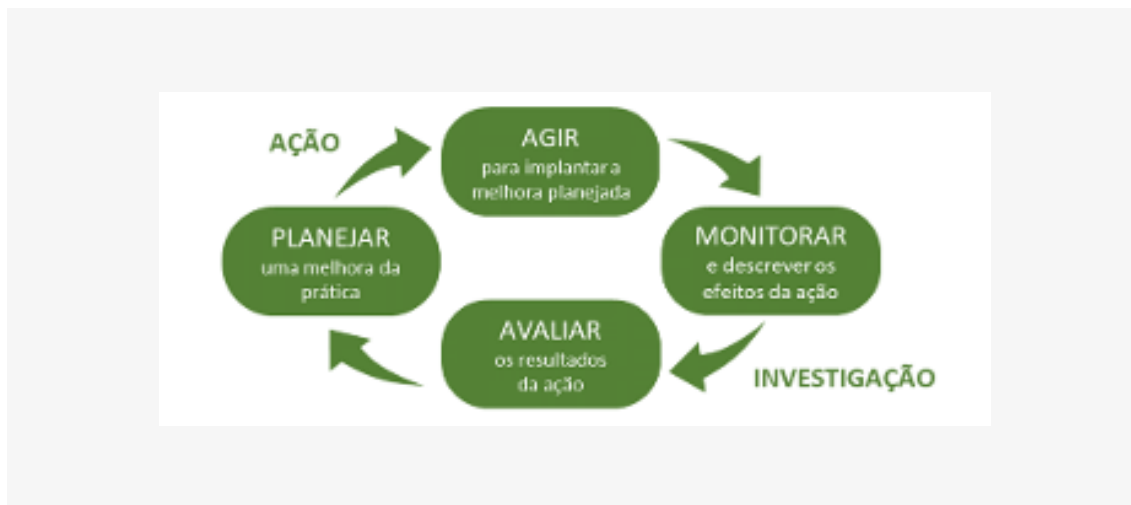 AÇÃO
AGIR
para implantar a
melhora planejada
PLANEJAR
uma melhora da
prática
MONITORAR
e descrever os
efeitos da ação
AVALIAR
os resultados
da ação
INVESTIGAÇÃO